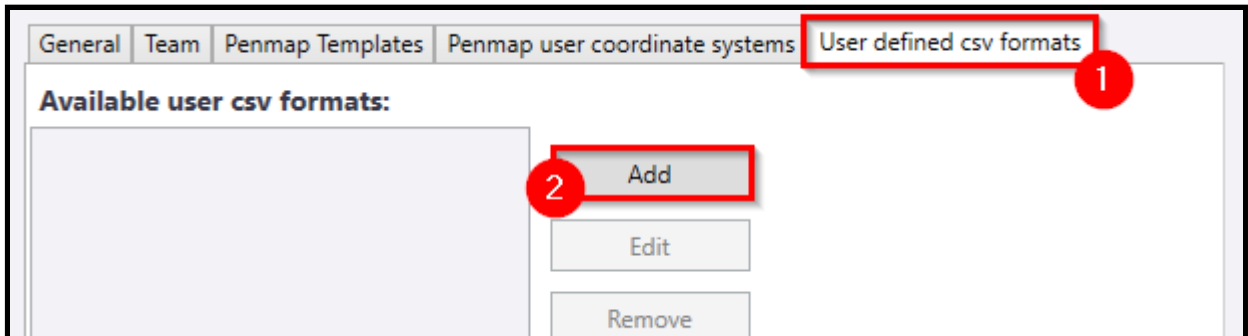 General Team Penmap Templates Penmap user coordinate systems User defined csv formats
1
Available user csv formats:
2 Add
Edit
Remove